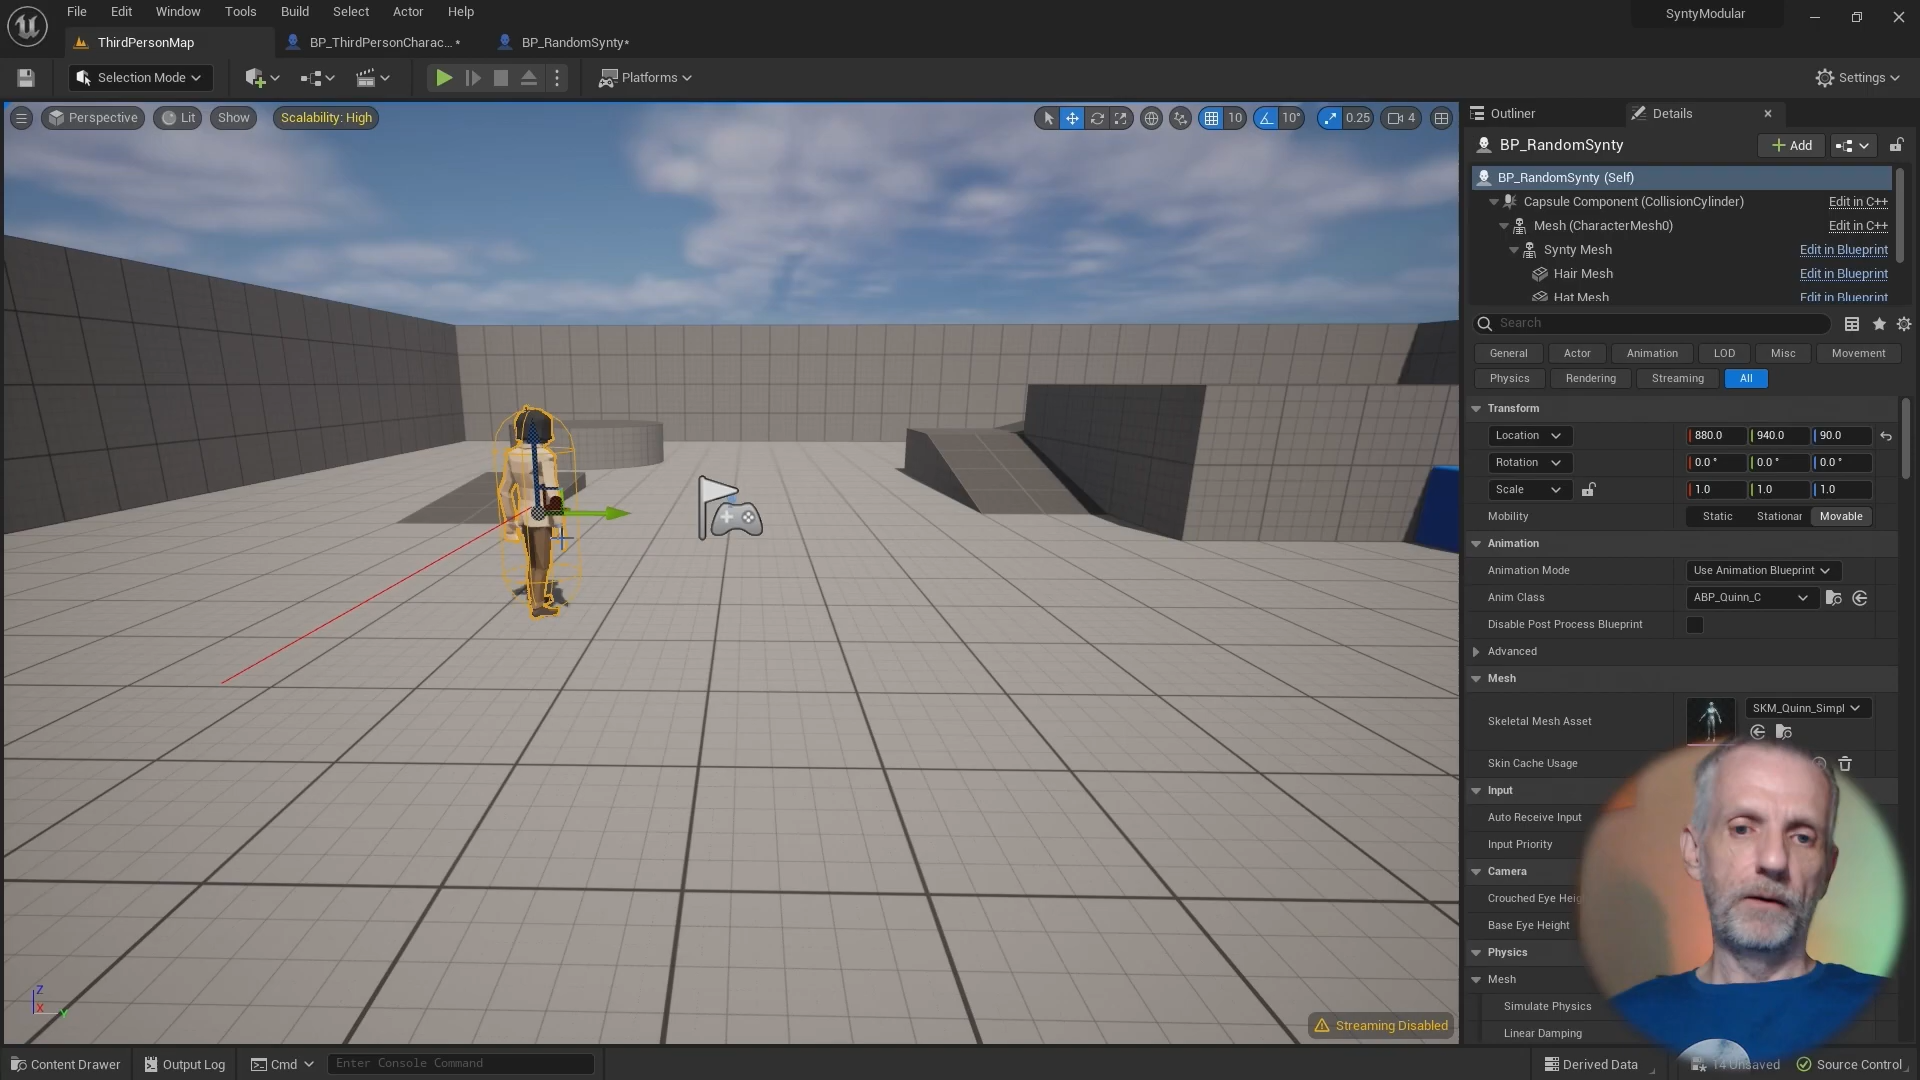 File Edit Window Tools Build Select Actor Help
SyntyModular
ThirdPersonMap
BP_ThirdPersonCharac... *
BP_RandomSynty*
Selection Mode
Platforms
Settings
Perspective
Lit
Show
Scalability: High
10
10°
0.25
4
Outliner
Details
BP_RandomSynty
Add
BP_RandomSynty (Self)
Capsule Component (CollisionCylinder) Edit in C++
Mesh (CharacterMesh0) Edit in C++
Synty Mesh Edit in Blueprint
Hair Mesh Edit in Blueprint
Hat Mesh Edit in Blueprint
Search
General Actor Animation LOD Misc Movement
Physics Rendering Streaming All
Transform
Location 880.0 940.0 90.0
Rotation 0.0 ° 0.0 ° 0.0 °
Scale 1.0 1.0 1.0
Mobility Static Stationar Movable
Animation
Animation Mode Use Animation Blueprint
Anim Class ABP_Quinn_C
Disable Post Process Blueprint
Advanced
Mesh
Skeletal Mesh Asset SKM_Quinn_Simpl
Skin Cache Usage
Input
Auto Receive Input
Input Priority
Camera
Crouched Eye Heig
Base Eye Height
Physics
Mesh
Simulate Physics
Linear Damping
Z
X
Y
Streaming Disabled
Content Drawer
Output Log
Cmd
Enter Console Command
Derived Data
14 Unsaved
Source Control